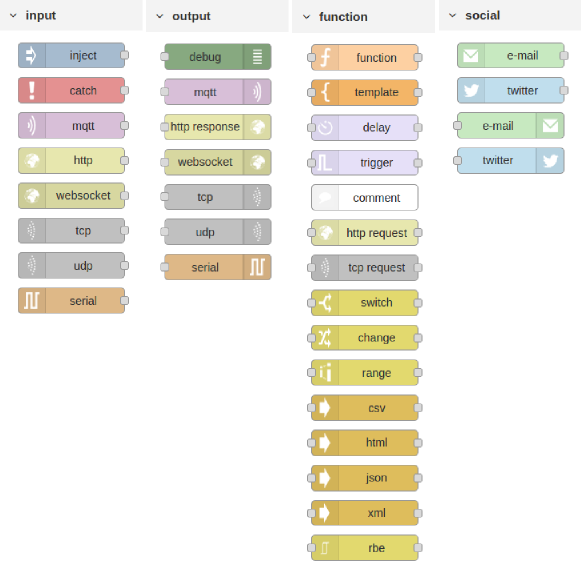 input
inject
catch
mqtt
http
websocket
tcp
udp
serial
output
debug
mqtt
http response
websocket
tcp
udp
serial
function
function
template
delay
trigger
comment
http request
tcp request
switch
change
range
csv
html
json
xml
rbe
social
e-mail
twitter
e-mail
twitter